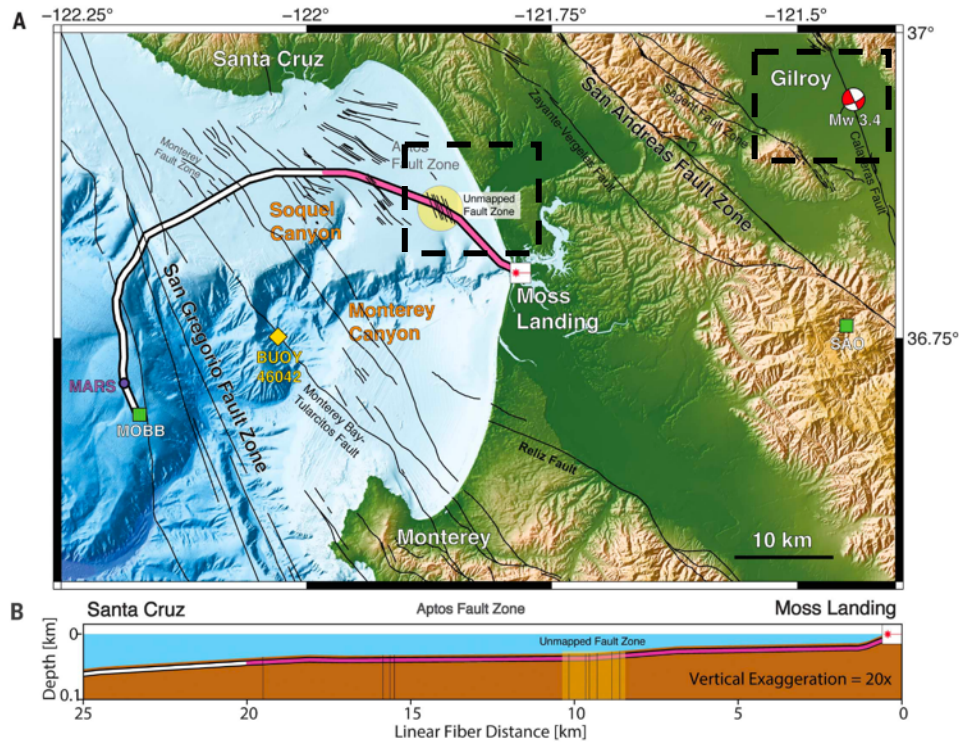 A
-122.25°
-122°
-121.75°
-121.5°
37°
Santa Cruz
Gilroy
Mw 3.4
San Andreas Fault Zone
Sargent Fault Zone
Zayante-Vergeles Fault
Calaveras Fault
Monterey
Fault Zone
Aptos
Fault Zone
Unmapped
Fault Zone
Soquel
Canyon
Moss
Landing
Monterey
Canyon
San Gregorio Fault Zone
36.75°
SAO
BUOY
46042
MARS
MOBB
Monterey Bay-
Tularcitos Fault
Reliz Fault
Monterey
10 km
B
Santa Cruz
Aptos Fault Zone
Moss Landing
Depth [km]
0
0.1
Unmapped Fault Zone
Vertical Exaggeration = 20x
25
20
15
10
5
0
Linear Fiber Distance [km]